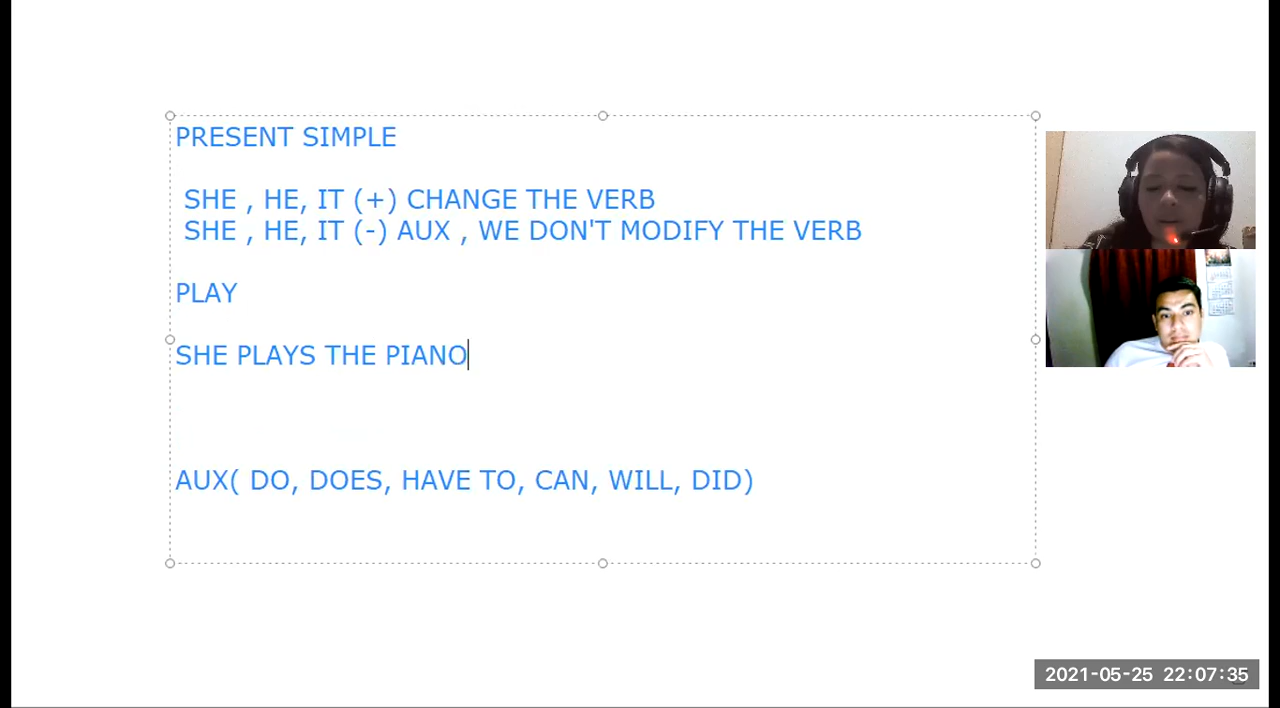 PRESENT SIMPLE
SHE , HE, IT (+) CHANGE THE VERB
SHE , HE, IT (-) AUX , WE DON'T MODIFY THE VERB
PLAY
SHE PLAYS THE PIANO
AUX( DO, DOES, HAVE TO, CAN, WILL, DID)
2021-05-25 22:07:35